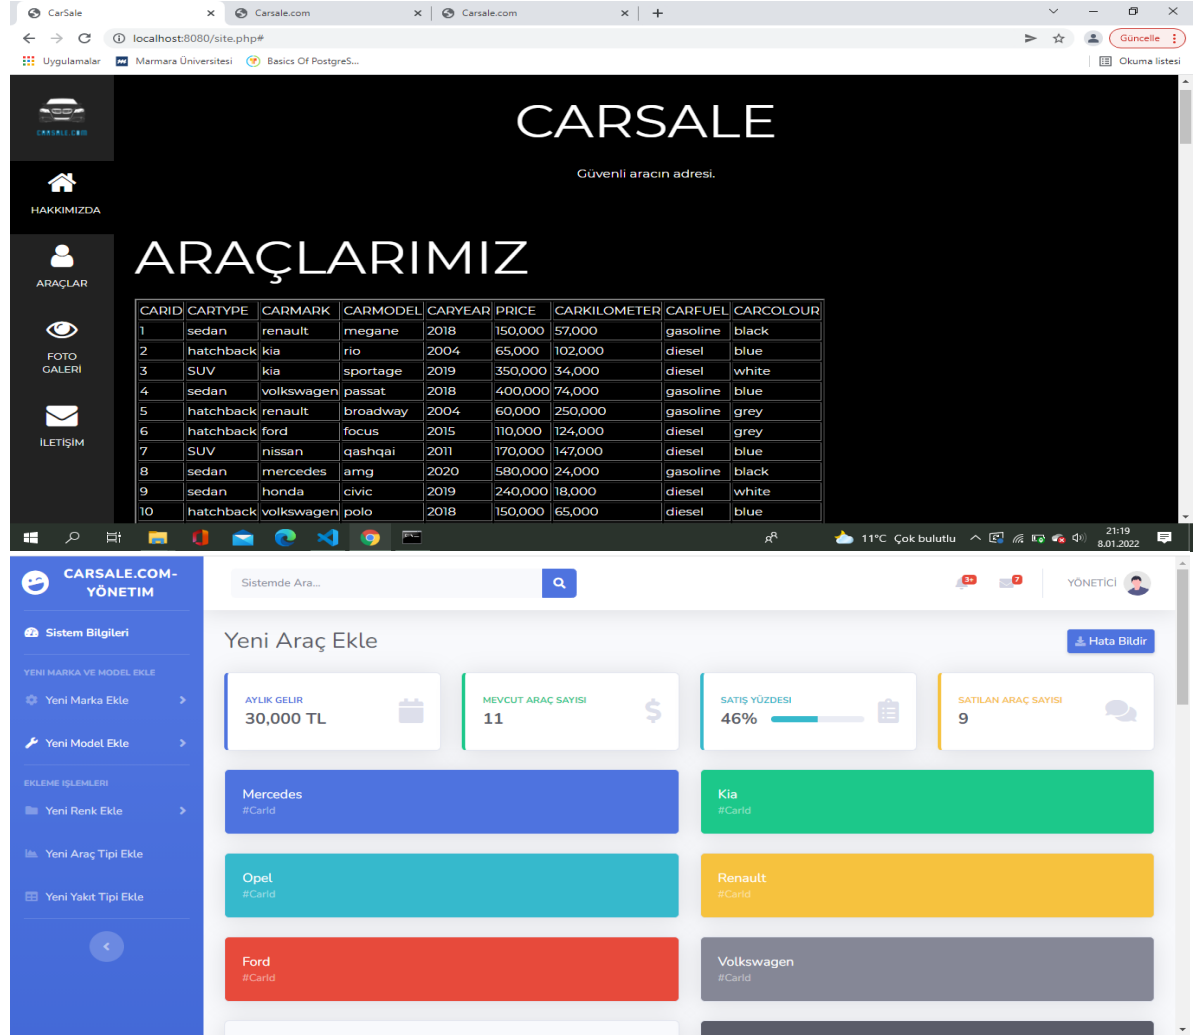 CarSale
Carsale.com
Carsale.com
localhost:8080/site.php#
Güncelle
Uygulamalar
Marmara Üniversitesi
Basics Of PostgreS...
Okuma listesi
CARSALE.COM
CARSALE
Güvenli aracın adresi.
HAKKIMIZDA
ARAÇLAR
FOTO
GALERİ
İLETİŞİM
ARAÇLARIMIZ
CARID CARTYPE CARMARK CARMODEL CARYEAR PRICE CARKILOMETER CARFUEL CARCOLOUR
1 sedan renault megane 2018 150,000 57,000 gasoline black
2 hatchback kia rio 2004 65,000 102,000 diesel blue
3 SUV kia sportage 2019 350,000 34,000 diesel white
4 sedan volkswagen passat 2018 400,000 74,000 gasoline blue
5 hatchback renault broadway 2004 60,000 250,000 gasoline grey
6 hatchback ford focus 2015 110,000 124,000 diesel grey
7 SUV nissan qashqai 2011 170,000 147,000 diesel blue
8 sedan mercedes amg 2020 580,000 24,000 gasoline black
9 sedan honda civic 2019 240,000 18,000 diesel white
10 hatchback volkswagen polo 2018 150,000 65,000 diesel blue
11°C Çok bulutlu
21:19
8.01.2022
CARSALE.COM-
YÖNETIM
Sistemde Ara...
3+
7
YÖNETİCİ
Sistem Bilgileri
YENI MARKA VE MODEL EKLE
Yeni Marka Ekle
Yeni Model Ekle
EKLEME IŞLEMLERI
Yeni Renk Ekle
Yeni Araç Tipi Ekle
Yeni Yakıt Tipi Ekle
Yeni Araç Ekle
Hata Bildir
AYLIK GELIR
30,000 TL
MEVCUT ARAÇ SAYISI
11
SATIŞ YÜZDESI
46%
SATILAN ARAÇ SAYISI
9
Mercedes
#CarId
Kia
#CarId
Opel
#CarId
Renault
#CarId
Ford
#CarId
Volkswagen
#CarId